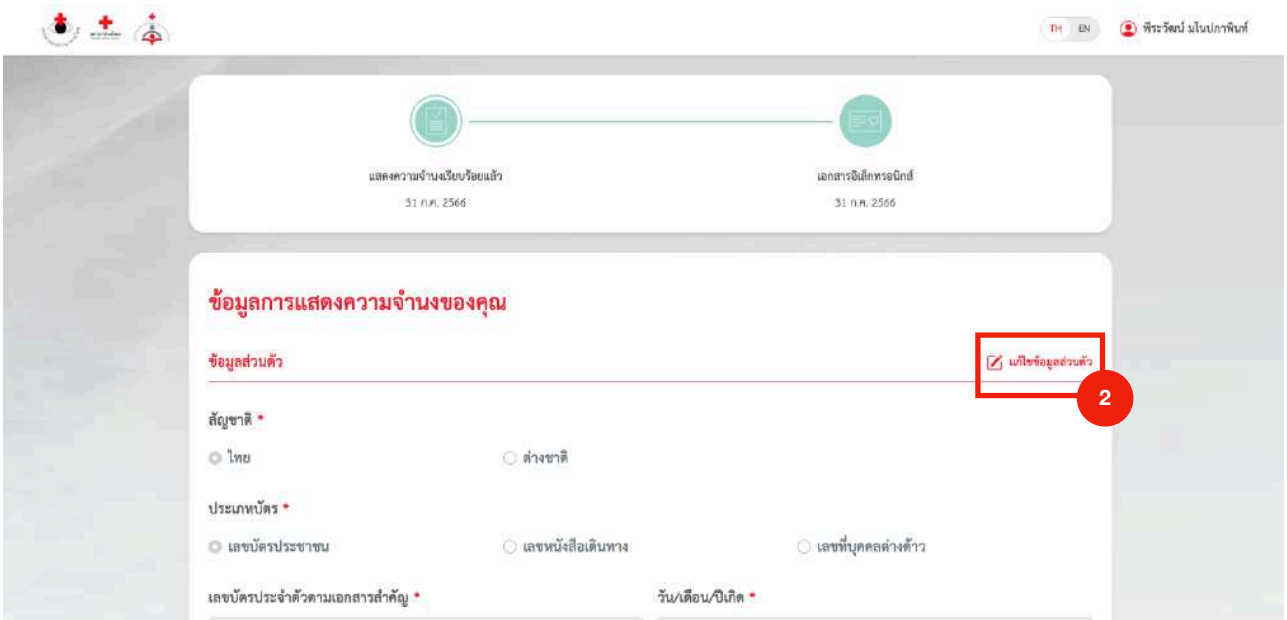 TH EN พีระวัฒน์ มโนปภาพินท์
แสดงความจำนงเรียบร้อยแล้ว เอกสารอิเล็กทรอนิกส์
31 ก.ค. 2566 31 ก.ค. 2566
ข้อมูลการแสดงความจำนงของคุณ
ข้อมูลส่วนตัว แก้ไขข้อมูลส่วนตัว
2
สัญชาติ *
ไทย ต่างชาติ
ประเภทบัตร *
เลขบัตรประชาชน เลขหนังสือเดินทาง เลขที่บุคคลต่างด้าว
เลขบัตรประจำตัวตามเอกสารสำคัญ * วัน/เดือน/ปีเกิด *